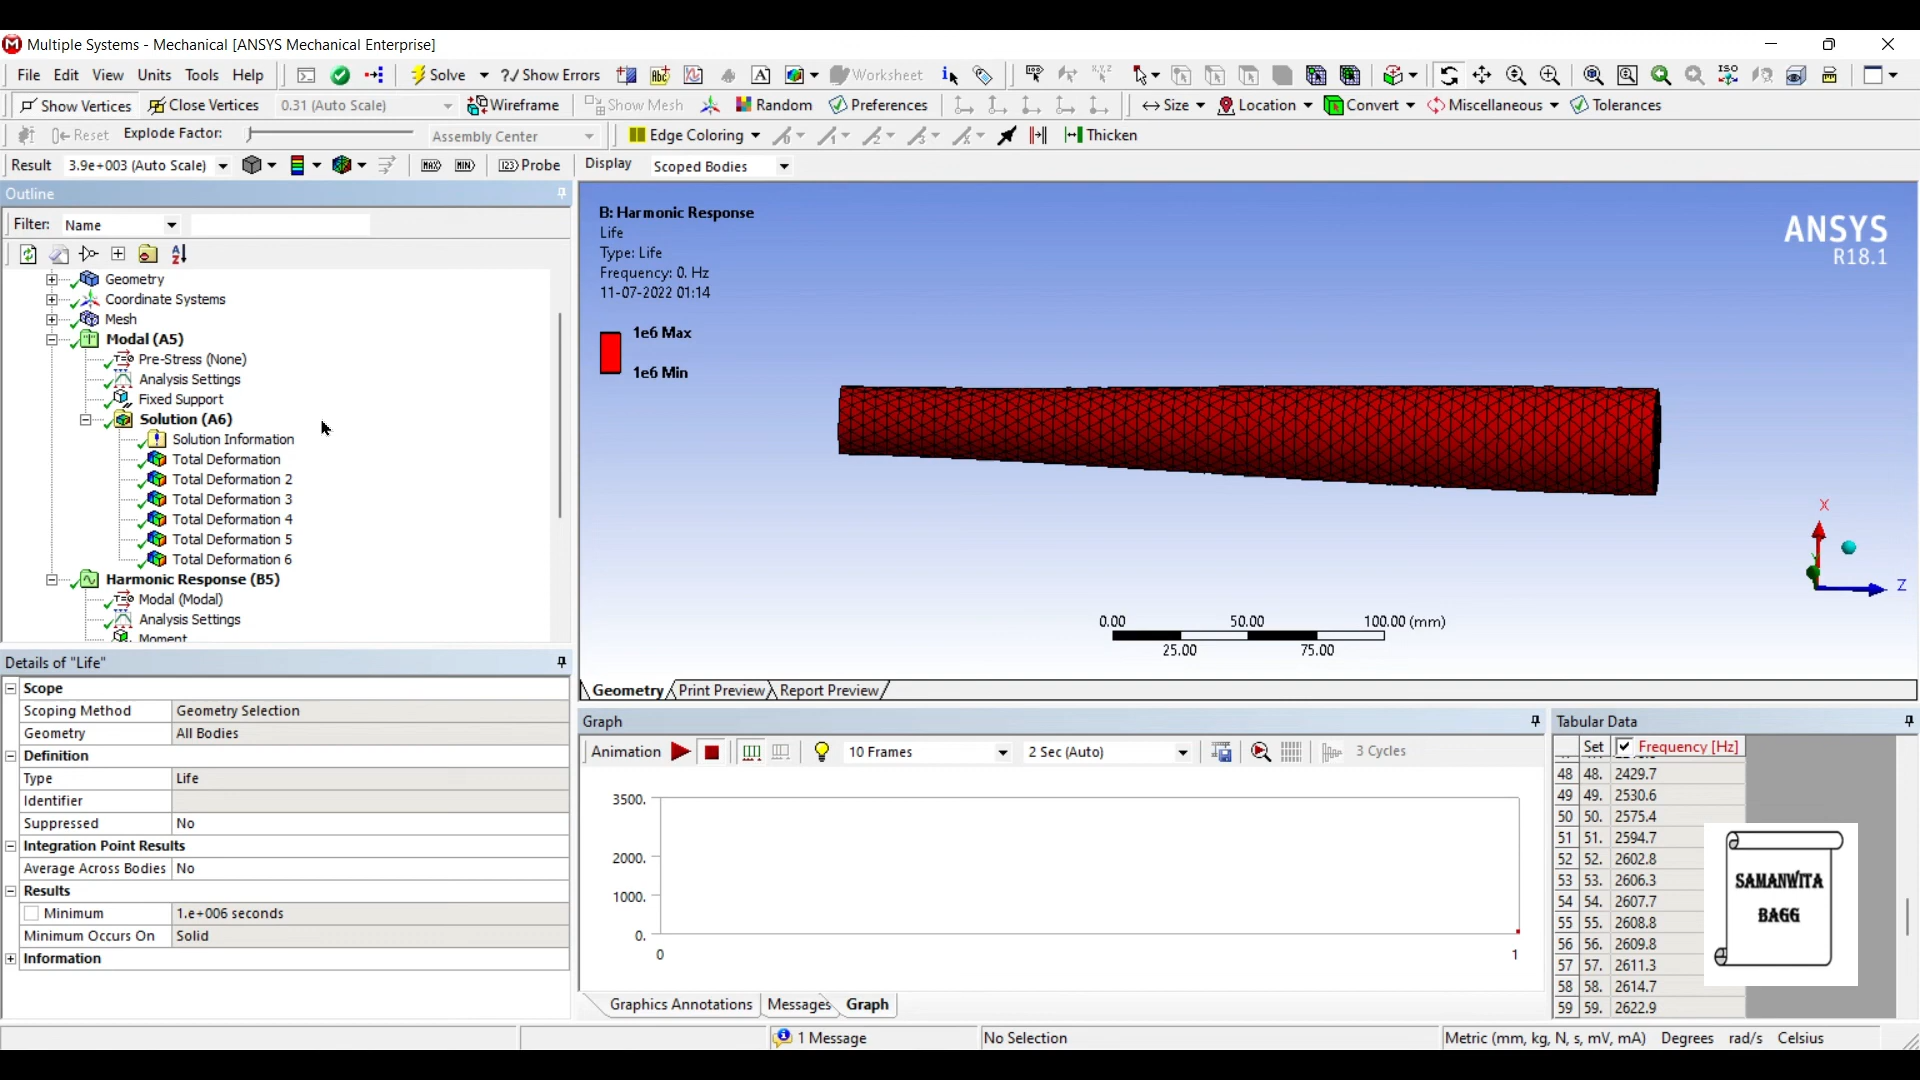 Multiple Systems - Mechanical [ANSYS Mechanical Enterprise]
File Edit View Units Tools Help Solve ?/ Show Errors Worksheet
Show Vertices Close Vertices 0.31 (Auto Scale) Wireframe Show Mesh Random Preferences Size Location Convert Miscellaneous Tolerances
Reset Explode Factor: Assembly Center Edge Coloring Thicken
Result 3.9e+003 (Auto Scale) MAX MIN Probe Display Scoped Bodies
Outline
Filter: Name
Geometry
Coordinate Systems
Mesh
Modal (A5)
Pre-Stress (None)
Analysis Settings
Fixed Support
Solution (A6)
Solution Information
Total Deformation
Total Deformation 2
Total Deformation 3
Total Deformation 4
Total Deformation 5
Total Deformation 6
Harmonic Response (B5)
Modal (Modal)
Analysis Settings
Moment
Details of "Life"
Scope
Scoping Method Geometry Selection
Geometry All Bodies
Definition
Type Life
Identifier
Suppressed No
Integration Point Results
Average Across Bodies No
Results
Minimum 1.e+006 seconds
Minimum Occurs On Solid
Information
B: Harmonic Response
Life
Type: Life
Frequency: 0. Hz
11-07-2022 01:14
1e6 Max
1e6 Min
ANSYS
R18.1
X
Z
0.00 50.00 100.00 (mm)
25.00 75.00
Geometry Print Preview Report Preview
Graph
Animation 10 Frames 2 Sec (Auto) 3 Cycles
3500.
2000.
1000.
0.
0 1
Graphics Annotations Messages Graph
Tabular Data
Set Frequency [Hz]
48 48. 2429.7
49 49. 2530.6
50 50. 2575.4
51 51. 2594.7
52 52. 2602.8
53 53. 2606.3
54 54. 2607.7
55 55. 2608.8
56 56. 2609.8
57 57. 2611.3
58 58. 2614.7
59 59. 2622.9
SAMANWITA
BAGG
1 Message No Selection Metric (mm, kg, N, s, mV, mA) Degrees rad/s Celsius